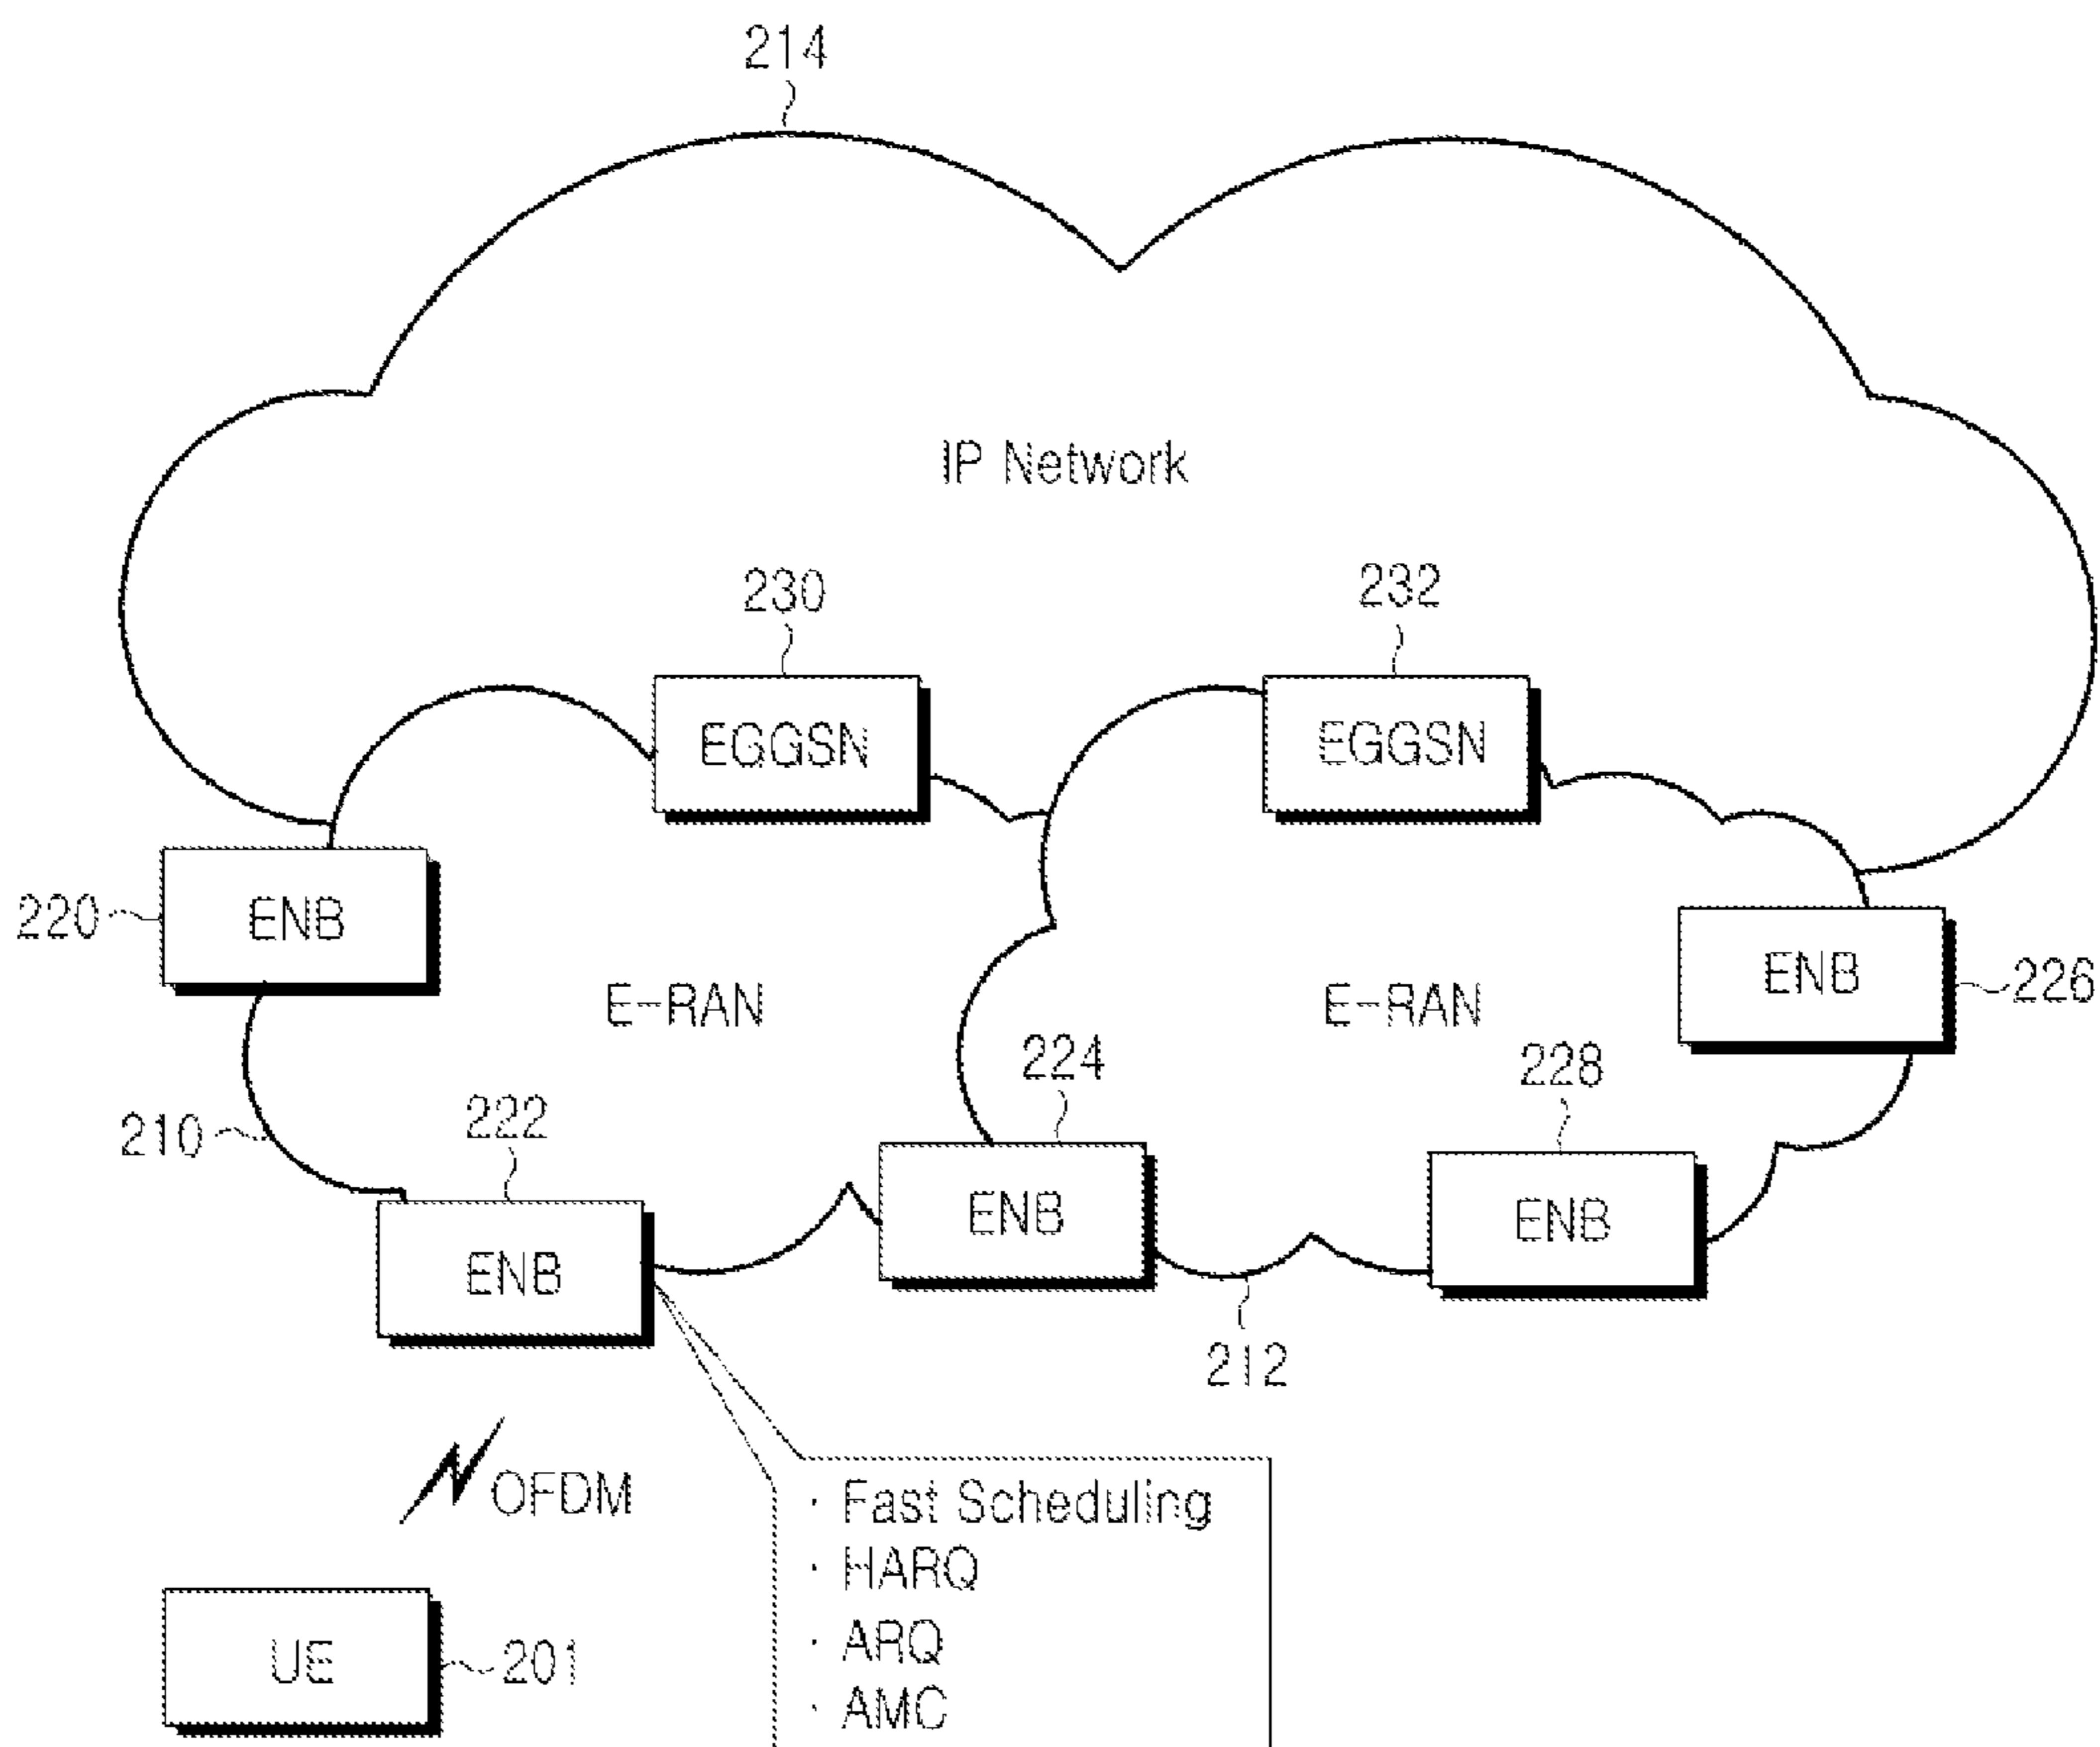 214
IP Network
230
232
EGGSN
EGGSN
220
ENB
ENB
226
E-RAN
E-RAN
224
228
210
222
ENB
ENB
ENB
212
OFDM
· Fast Scheduling
· HARQ
· ARQ
· AMC
UE
201